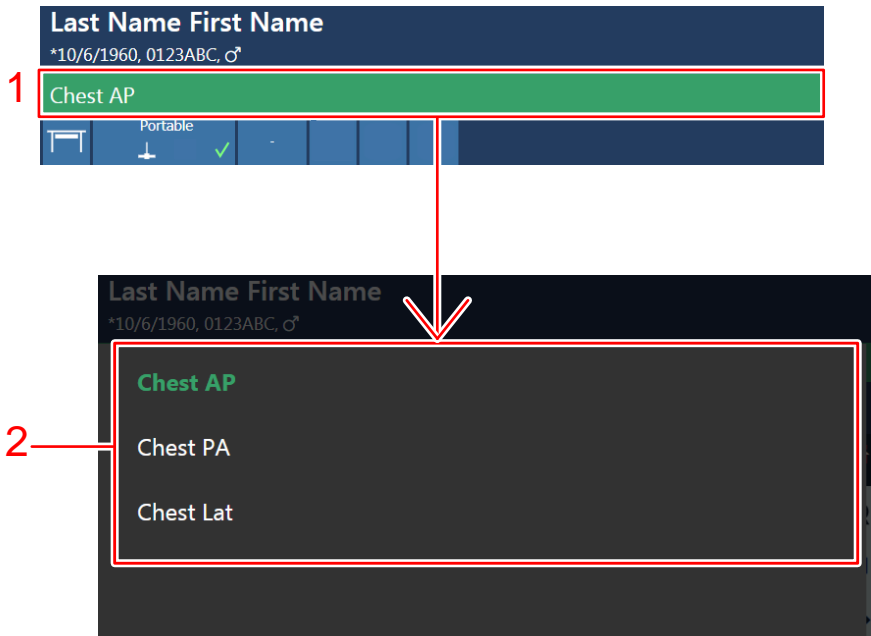 Last Name First Name
*10/6/1960, 0123ABC, ♂
1
Chest AP
Portable
Last Name First Name
*10/6/1960, 0123ABC, ♂
Chest AP
2
Chest PA
Chest Lat